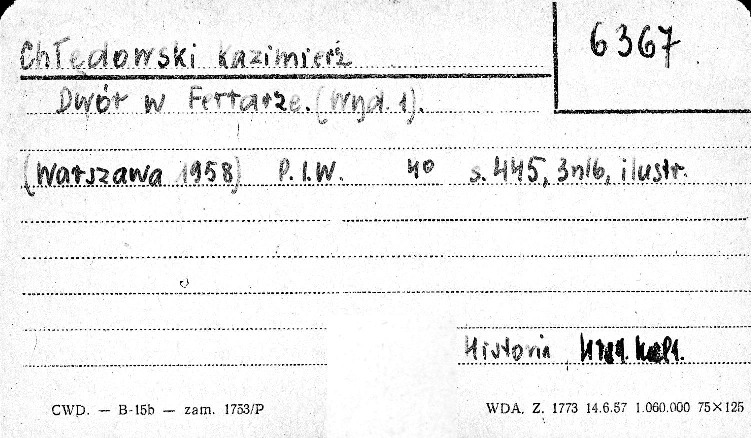 Chłędowski Kazimierz
6367
Dwór w Ferrarze. (Wyd. 1).
(Warszawa 1958) P.I.W. 4° s. 445, 3nlb, ilustr.
Historia
CWD. — B-15b — zam. 1753/P
WDA. Z. 1773 14.6.57 1.060.000 75×125